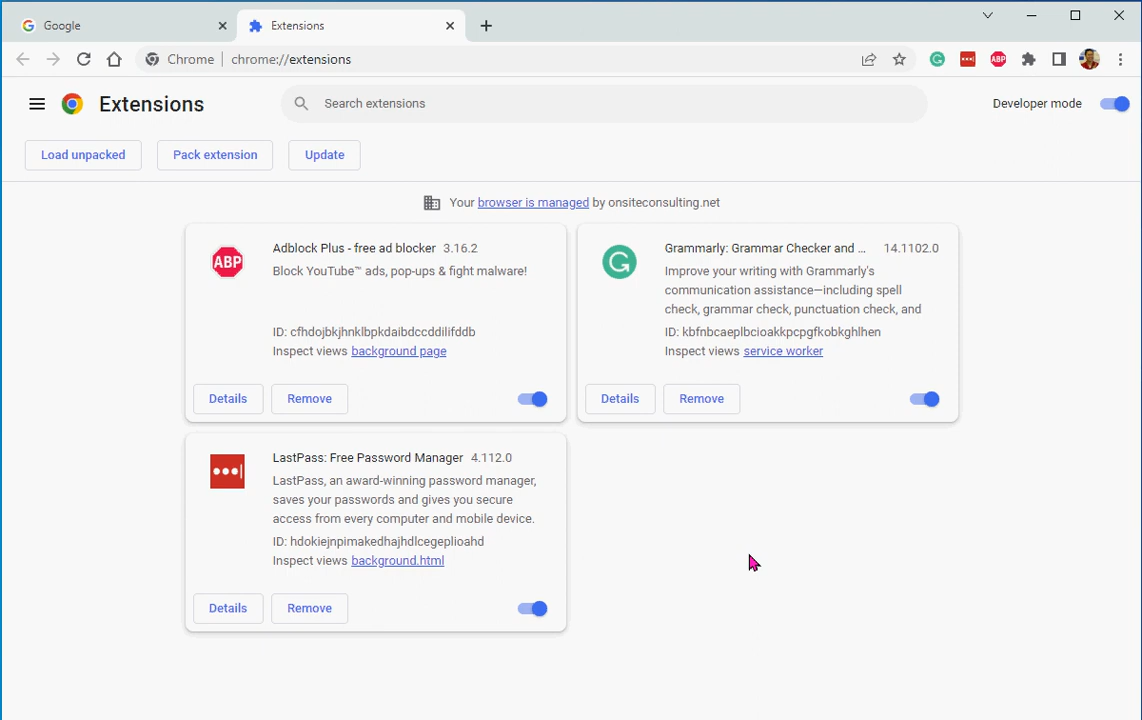 Google
Extensions
Chrome
chrome://extensions
ABP
Extensions
Search extensions
Developer mode
Load unpacked
Pack extension
Update
Your browser is managed by onsiteconsulting.net
ABP
Adblock Plus - free ad blocker 3.16.2
Block YouTube™ ads, pop-ups & fight malware!
ID: cfhdojbkjhnklbpkdaibdccddilifddb
Inspect views background page
Details
Remove
Grammarly: Grammar Checker and ... 14.1102.0
Improve your writing with Grammarly's
communication assistance—including spell
check, grammar check, punctuation check, and
ID: kbfnbcaeplbcioakkpcpgfkobkghlhen
Inspect views service worker
Details
Remove
LastPass: Free Password Manager 4.112.0
LastPass, an award-winning password manager,
saves your passwords and gives you secure
access from every computer and mobile device.
ID: hdokiejnpimakedhajhdlcegeplioahd
Inspect views background.html
Details
Remove